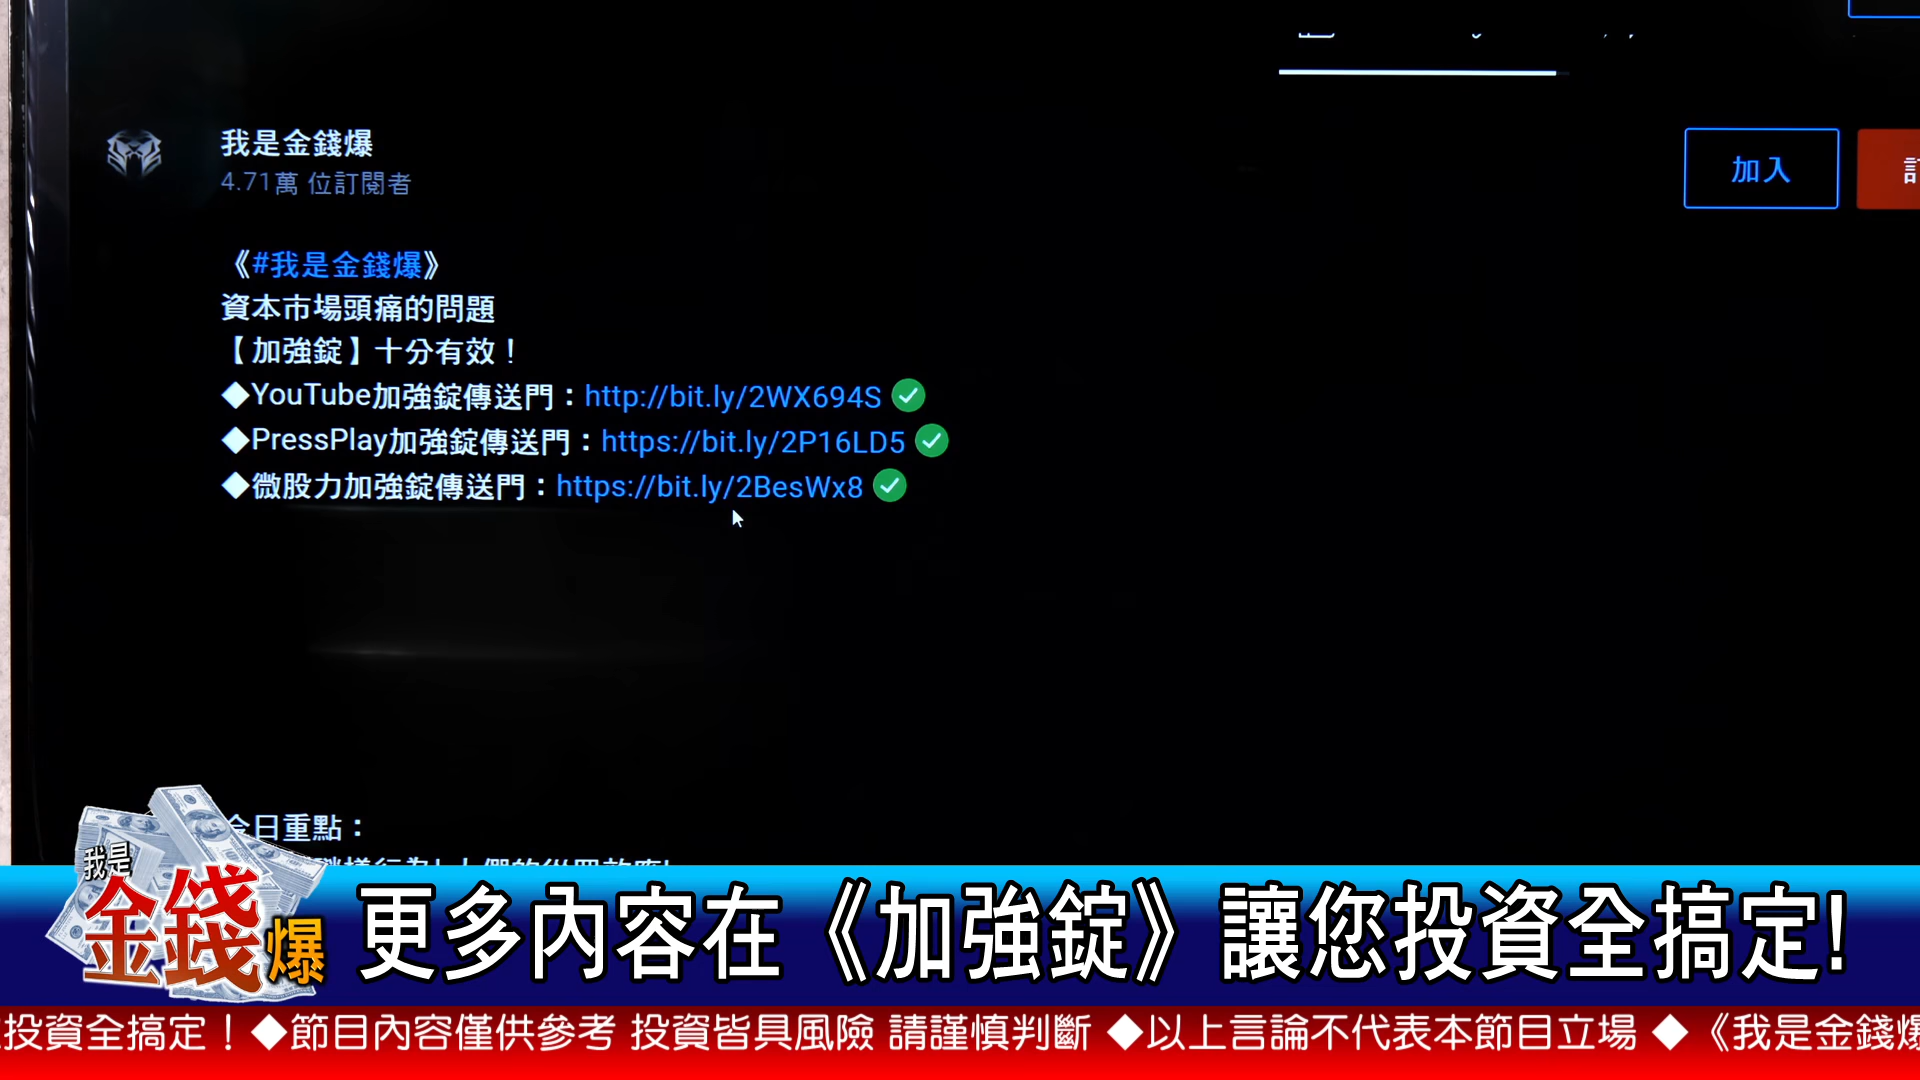 我是金錢爆
4.71萬 位訂閱者
加入
《#我是金錢爆》
資本市場頭痛的問題
【加強錠】十分有效！
◆YouTube加強錠傳送門：http://bit.ly/2WX694S
◆PressPlay加強錠傳送門：https://bit.ly/2P16LD5
◆微股力加強錠傳送門：https://bit.ly/2BesWx8
今日重點：
我是金錢爆
更多內容在《加強錠》讓您投資全搞定!
投資全搞定！◆節目內容僅供參考 投資皆具風險 請謹慎判斷 ◆以上言論不代表本節目立場 ◆《我是金錢爆